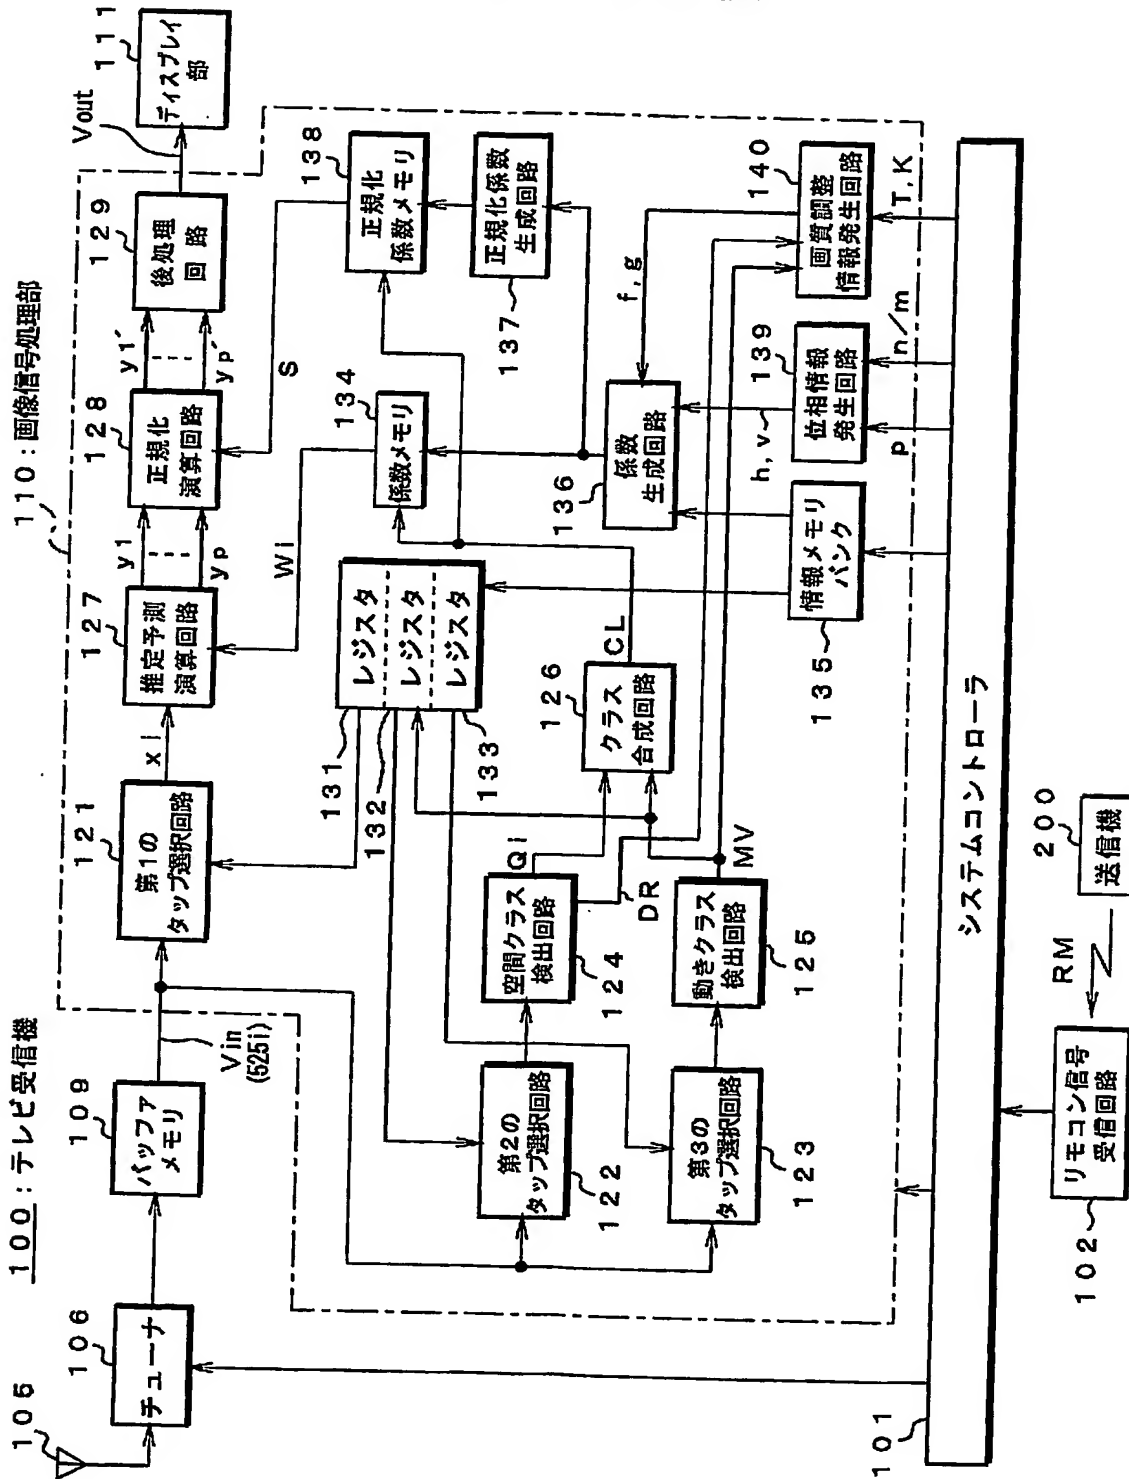 100:テレビ受信機
110:画像信号処理部
105
106
チューナ
109
バッファ
メモリ
Vin
(525i)
121
第1の
タップ選択回路
xi
127
推定予測
演算回路
y1
yp
128
正規化
演算回路
y1´
yp´
129
後処理
回路
Vout
111
ディスプレイ
部
131
132
133
レジスタ
レジスタ
レジスタ
Wi
S
134
係数メモリ
138
正規化
係数メモリ
137
正規化係数
生成回路
122
第2の
タップ選択回路
124
空間クラス
検出回路
Qi
DR
126
クラス
合成回路
CL
123
第3の
タップ選択回路
125
動きクラス
検出回路
MV
136
係数
生成回路
f,g
h,v
135
情報メモリ
バンク
139
位相情報
発生回路
p
n/m
140
画質調整
情報発生回路
T,K
101
システムコントローラ
102
リモコン信号
受信回路
RM
200
送信機